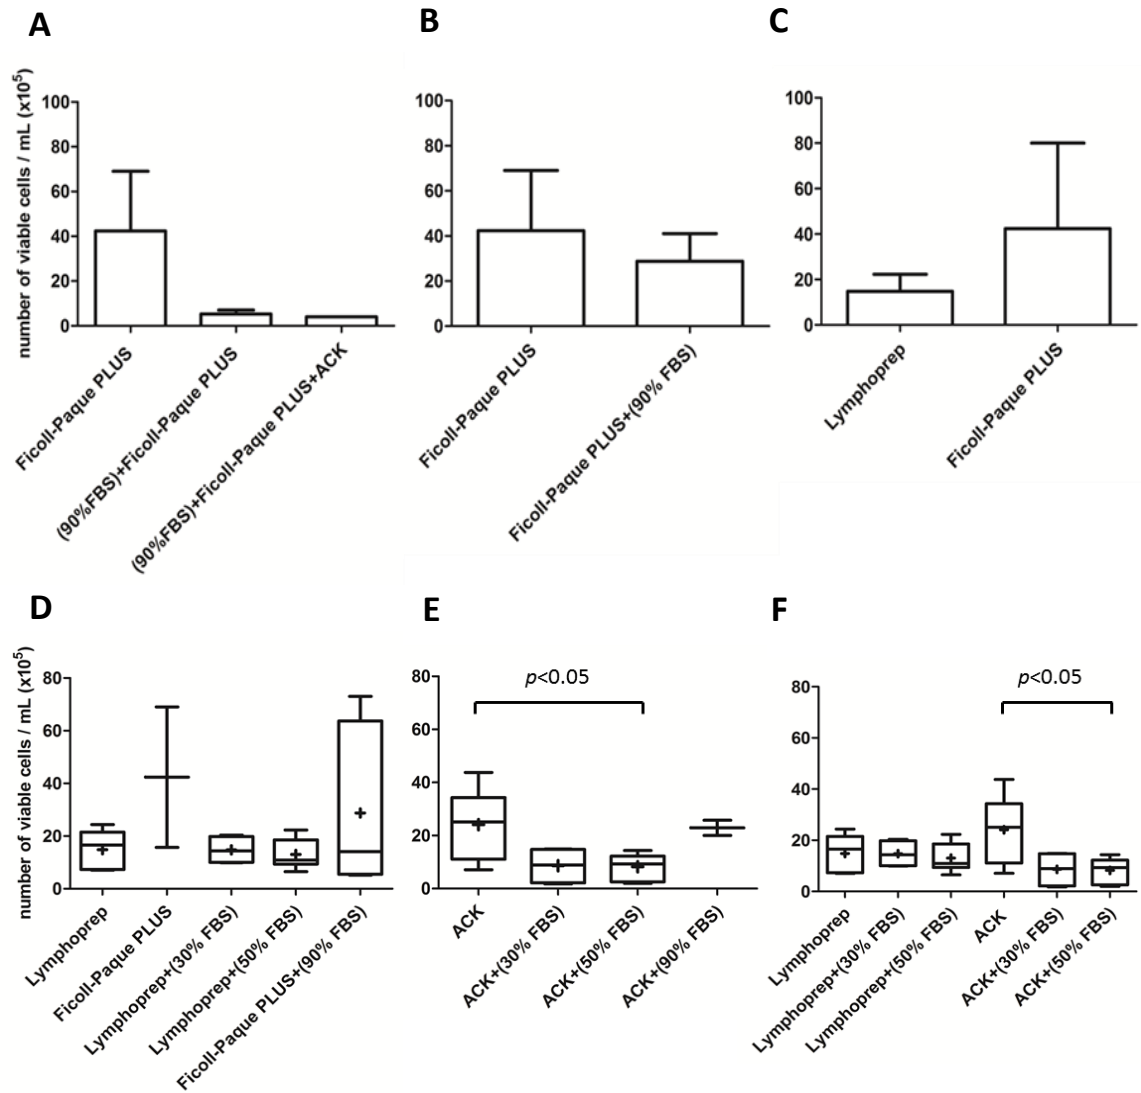 A
number of viable cells / mL (x10⁵)
100
80
60
40
20
0
Ficoll-Paque PLUS
(90%FBS)+Ficoll-Paque PLUS
(90%FBS)+Ficoll-Paque PLUS+ACK
B
100
80
60
40
20
0
Ficoll-Paque PLUS
Ficoll-Paque PLUS+(90% FBS)
C
100
80
60
40
20
0
Lymphoprep
Ficoll-Paque PLUS
D
number of viable cells / mL (x10⁵)
80
60
40
20
0
Lymphoprep
Ficoll-Paque PLUS
Lymphoprep+(30% FBS)
Lymphoprep+(50% FBS)
Ficoll-Paque PLUS+(90% FBS)
E
80
60
40
20
0
p<0.05
ACK
ACK+(30% FBS)
ACK+(50% FBS)
ACK+(90% FBS)
F
80
60
40
20
0
p<0.05
Lymphoprep
Lymphoprep+(30% FBS)
Lymphoprep+(50% FBS)
ACK
ACK+(30% FBS)
ACK+(50% FBS)